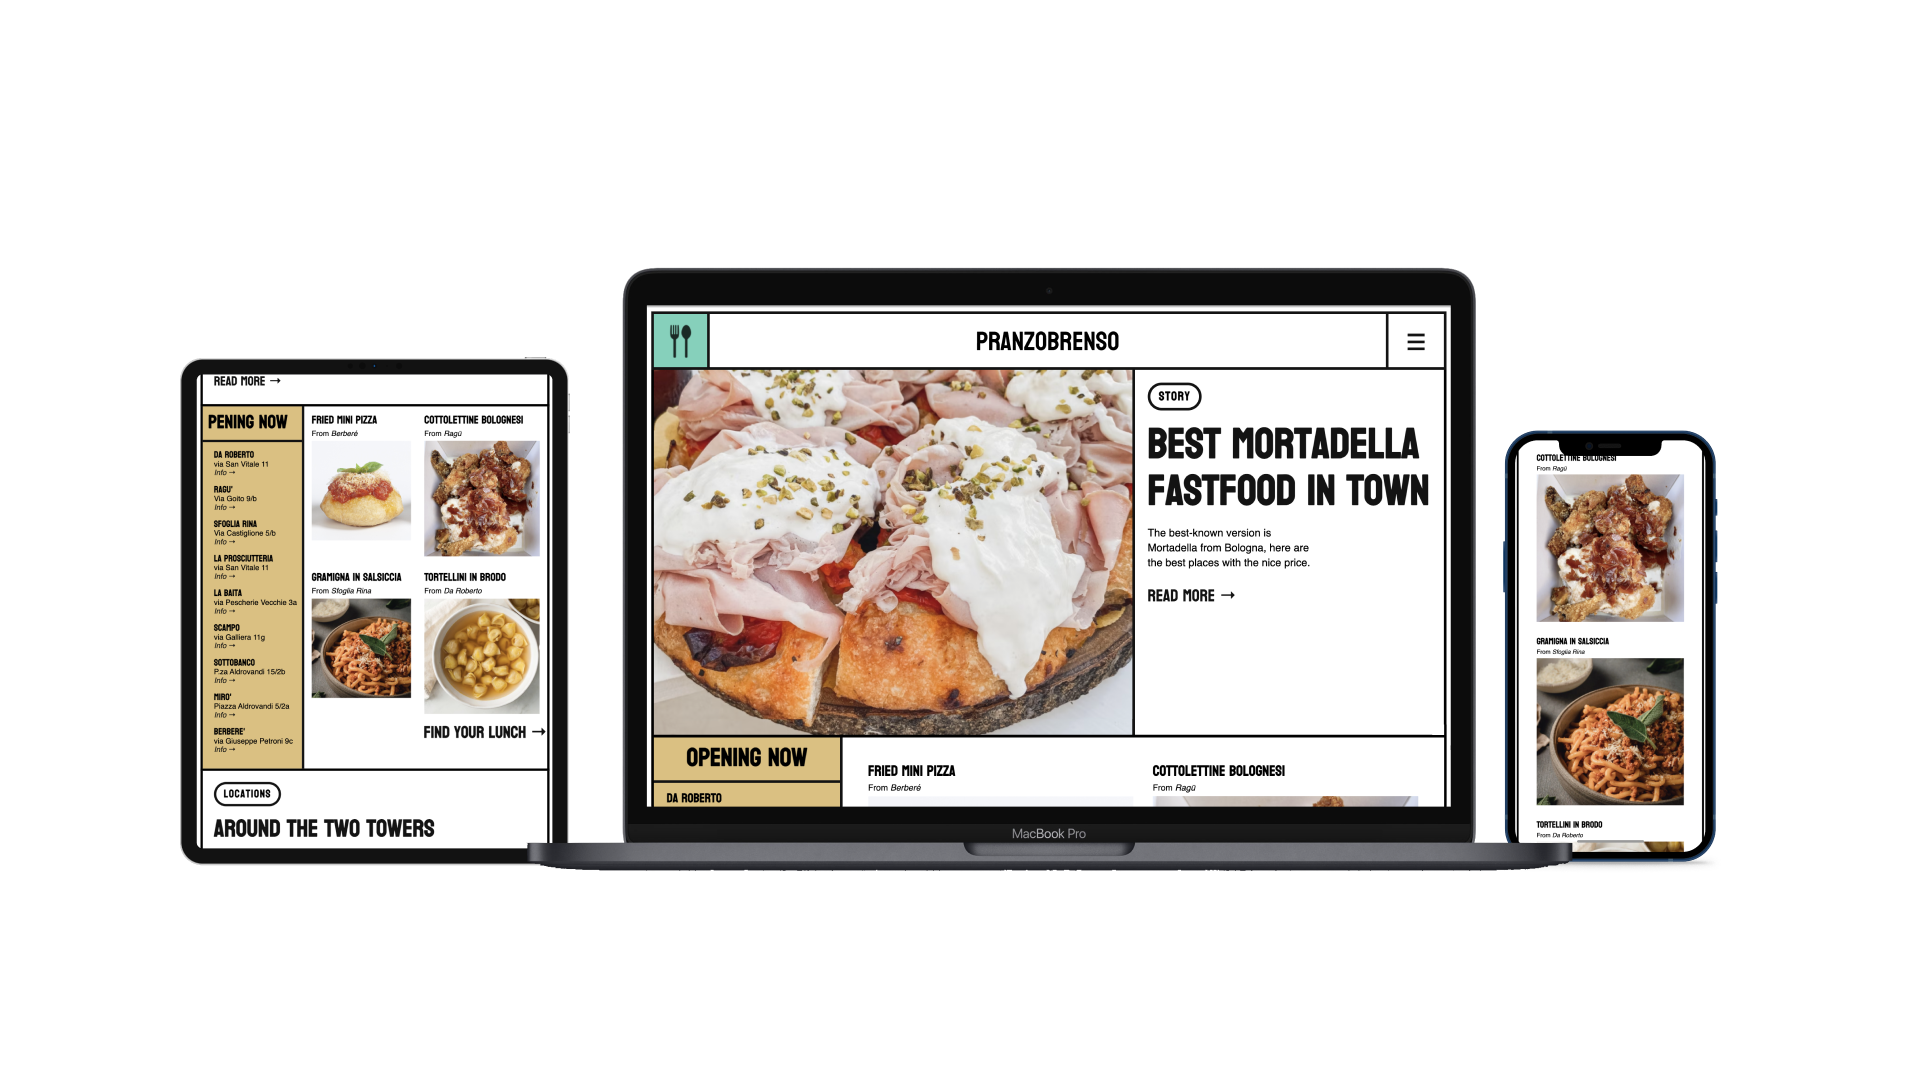 READ MORE →
PENING NOW
DA ROBERTO
via San Vitale 11
Info →
RAGU'
Via Goito 9/b
Info →
SFOGLIA RINA
Via Castiglione 5/b
Info →
LA PROSCIUTTERIA
via San Vitale 11
Info →
LA BAITA
via Pescherie Vecchie 3a
Info →
SCAMPO
via Galliera 11g
Info →
SOTTOBANCO
P.za Aldrovandi 15/2b
Info →
MIRO'
Piazza Aldrovandi 5/2a
Info →
BERBERE'
via Giuseppe Petroni 9c
Info →
FRIED MINI PIZZA
From Berberé
COTTOLETTINE BOLOGNESI
From Ragü
GRAMIGNA IN SALSICCIA
From Sfoglia Rina
TORTELLINI IN BRODO
From Da Roberto
FIND YOUR LUNCH →
LOCATIONS
AROUND THE TWO TOWERS
PRANZOBRENSO
STORY
BEST MORTADELLA
FASTFOOD IN TOWN
The best-known version is
Mortadella from Bologna, here are
the best places with the nice price.
READ MORE →
OPENING NOW
DA ROBERTO
FRIED MINI PIZZA
From Berberé
COTTOLETTINE BOLOGNESI
From Ragü
MacBook Pro
COTTOLETTINE BOLOGNESI
From Ragü
GRAMIGNA IN SALSICCIA
From Sfoglia Rina
TORTELLINI IN BRODO
From Da Roberto